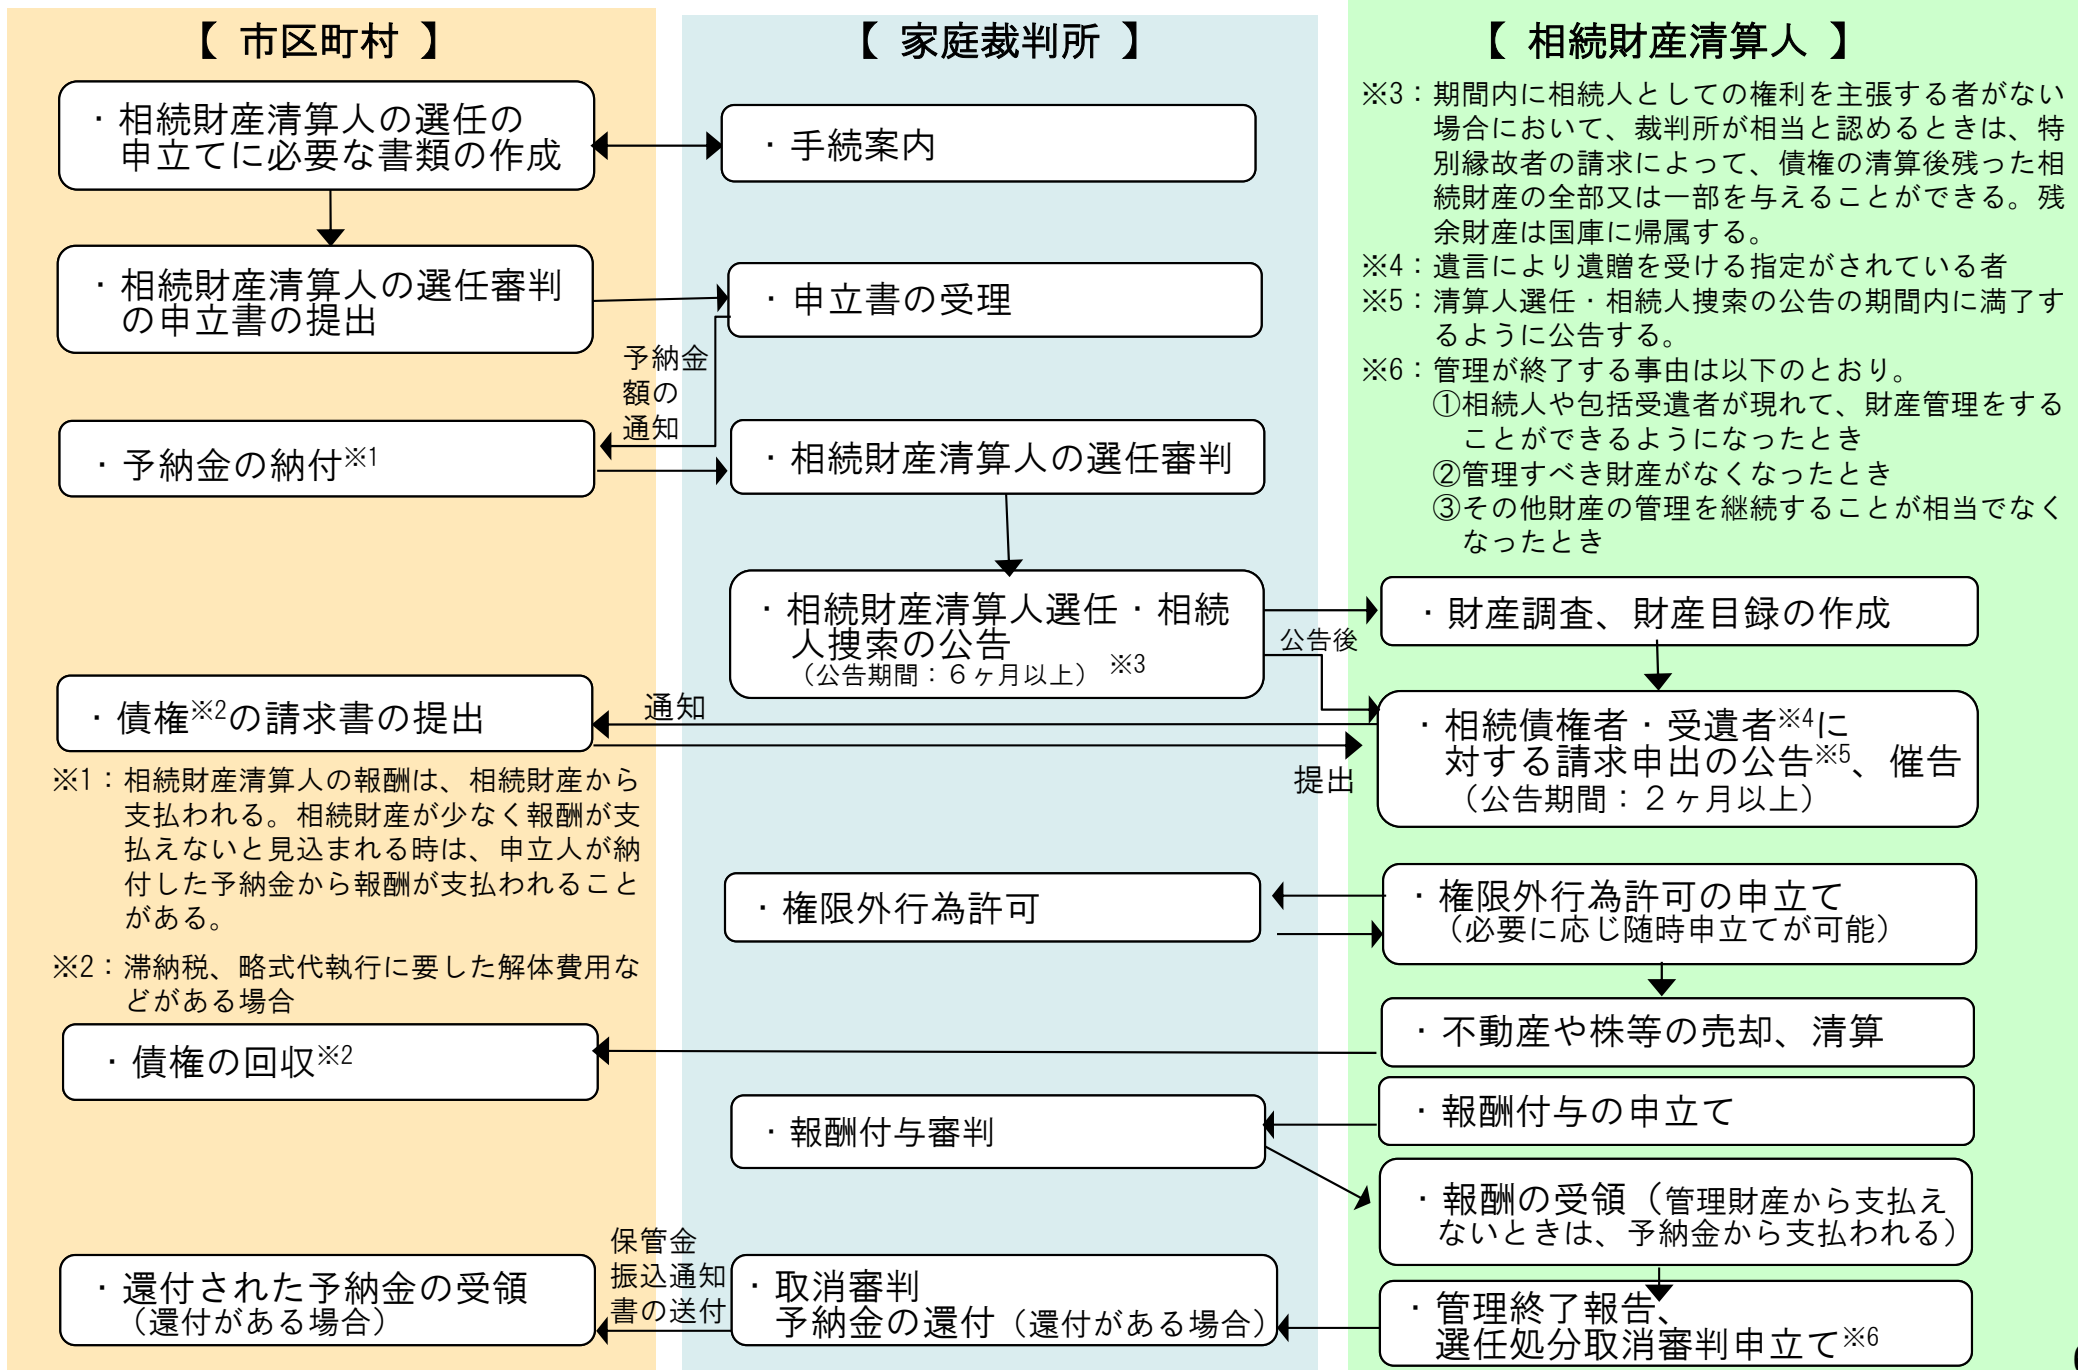 【 市区町村 】
・相続財産清算人の選任の
申立てに必要な書類の作成
・相続財産清算人の選任審判
の申立書の提出
予納金
額の
通知
・予納金の納付※1
・債権※2の請求書の提出
通知
※1：相続財産清算人の報酬は、相続財産から
支払われる。相続財産が少なく報酬が支
払えないと見込まれる時は、申立人が納
付した予納金から報酬が支払われること
がある。
※2：滞納税、略式代執行に要した解体費用な
どがある場合
・債権の回収※2
保管金
振込通知
書の送付
・還付された予納金の受領
（還付がある場合）
【 家庭裁判所 】
・手続案内
・申立書の受理
・相続財産清算人の選任審判
・相続財産清算人選任・相続
人捜索の公告
（公告期間：６ヶ月以上） ※3
公告後
提出
・権限外行為許可
・報酬付与審判
・取消審判
予納金の還付（還付がある場合）
【 相続財産清算人 】
※3：期間内に相続人としての権利を主張する者がない
場合において、裁判所が相当と認めるときは、特
別縁故者の請求によって、債権の清算後残った相
続財産の全部又は一部を与えることができる。残
余財産は国庫に帰属する。
※4：遺言により遺贈を受ける指定がされている者
※5：清算人選任・相続人捜索の公告の期間内に満了す
るように公告する。
※6：管理が終了する事由は以下のとおり。
①相続人や包括受遺者が現れて、財産管理をする
ことができるようになったとき
②管理すべき財産がなくなったとき
③その他財産の管理を継続することが相当でなく
なったとき
・財産調査、財産目録の作成
・相続債権者・受遺者※4に
対する請求申出の公告※5、催告
（公告期間：２ヶ月以上）
・権限外行為許可の申立て
（必要に応じ随時申立てが可能）
・不動産や株等の売却、清算
・報酬付与の申立て
・報酬の受領（管理財産から支払え
ないときは、予納金から支払われる）
・管理終了報告、
選任処分取消審判申立て※6